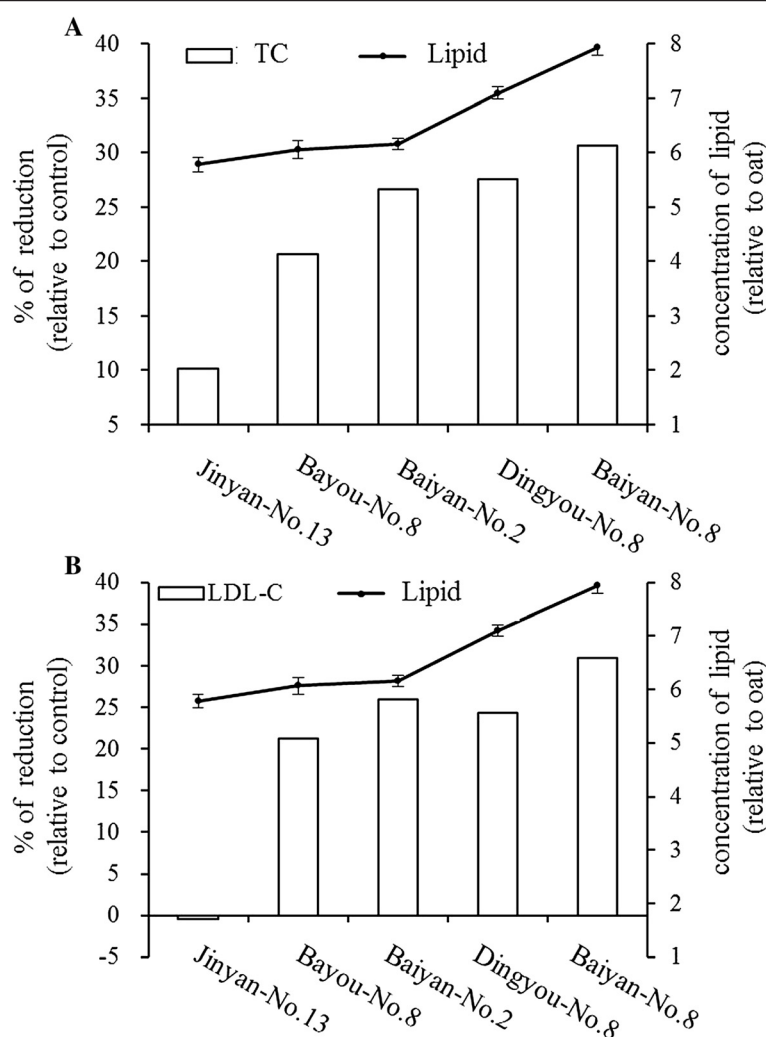 A
TC
Lipid
40
35
30
25
20
15
10
5
% of reduction
(relative to control)
8
7
6
5
4
3
2
1
concentration of lipid
(relative to oat)
Jinyan-No.13
Bayou-No.8
Baiyan-No.2
Dingyou-No.8
Baiyan-No.8
B
LDL-C
Lipid
40
35
30
25
20
15
10
5
0
-5
% of reduction
(relative to control)
8
7
6
5
4
3
2
1
concentration of lipid
(relative to oat)
Jinyan-No.13
Bayou-No.8
Baiyan-No.2
Dingyou-No.8
Baiyan-No.8